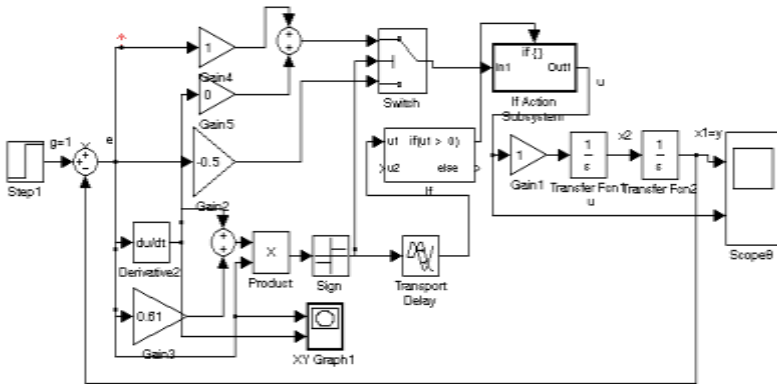 if { }
In1
Out1
1
Gain4
u
If Action
Subsystem
0
Switch
Gain5
g=1
e
u1
if(u1 > 0)
x2
x1=y
-0.5
u2
else
1
1
s
1
s
Step1
If
Gain1
Transfer Fcn1
Transfer Fcn2
Gain2
u
du/dt
X
Scope8
Derivative2
Product
Sign
Transport
Delay
0.61
Gain3
XY Graph1